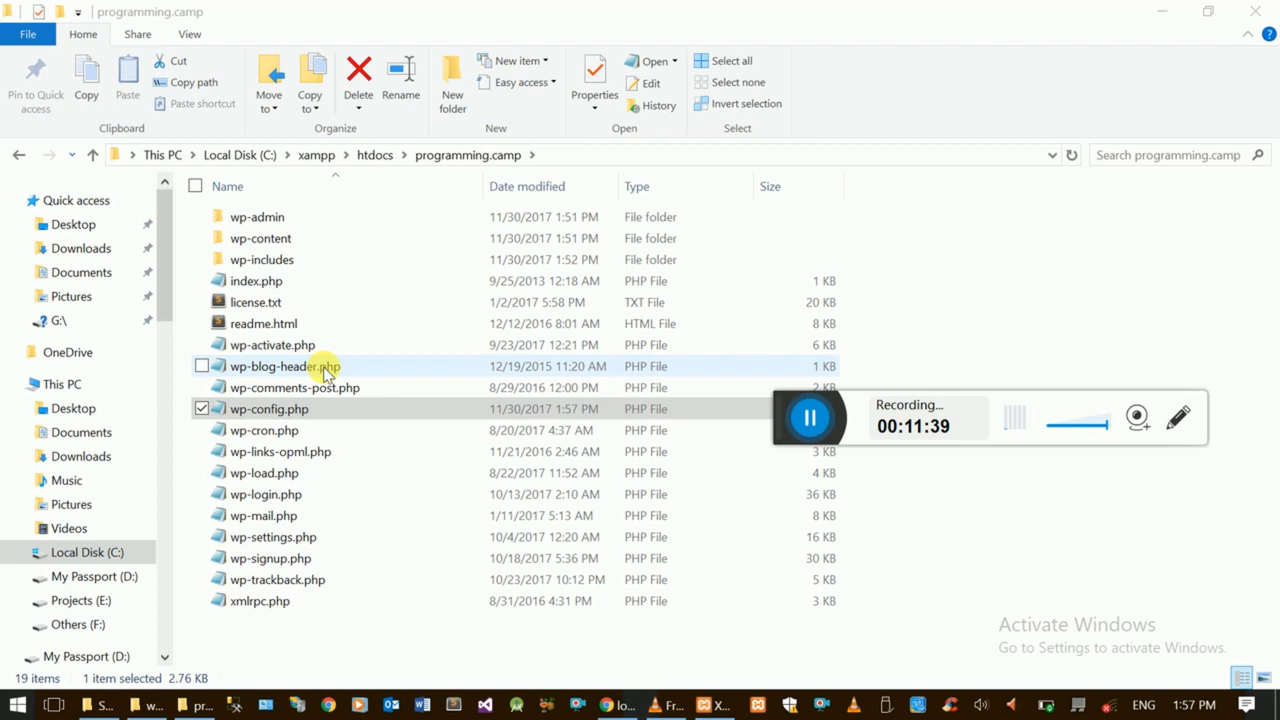 programming.camp
File Home Share View
Pin to Quick access
Copy
Paste
Cut
Copy path
Paste shortcut
Clipboard
Move to
Copy to
Delete
Rename
Organize
New folder
New item
Easy access
New
Properties
Open
Edit
History
Open
Select all
Select none
Invert selection
Select
This PC > Local Disk (C:) > xampp > htdocs > programming.camp >
Search programming.camp
Name Date modified Type Size
Quick access
Desktop
Downloads
Documents
Pictures
G:\
OneDrive
This PC
Desktop
Documents
Downloads
Music
Pictures
Videos
Local Disk (C:)
My Passport (D:)
Projects (E:)
Others (F:)
My Passport (D:)
wp-admin 11/30/2017 1:51 PM File folder
wp-content 11/30/2017 1:51 PM File folder
wp-includes 11/30/2017 1:52 PM File folder
index.php 9/25/2013 12:18 AM PHP File 1 KB
license.txt 1/2/2017 5:58 PM TXT File 20 KB
readme.html 12/12/2016 8:01 AM HTML File 8 KB
wp-activate.php 9/23/2017 12:21 PM PHP File 6 KB
wp-blog-header.php 12/19/2015 11:20 AM PHP File 1 KB
wp-comments-post.php 8/29/2016 12:00 PM PHP File 2 KB
wp-config.php 11/30/2017 1:57 PM PHP File
wp-cron.php 8/20/2017 4:37 AM PHP File
wp-links-opml.php 11/21/2016 2:46 AM PHP File 3 KB
wp-load.php 8/22/2017 11:52 AM PHP File 4 KB
wp-login.php 10/13/2017 2:10 AM PHP File 36 KB
wp-mail.php 1/11/2017 5:13 AM PHP File 8 KB
wp-settings.php 10/4/2017 12:20 AM PHP File 16 KB
wp-signup.php 10/18/2017 5:36 PM PHP File 30 KB
wp-trackback.php 10/23/2017 10:12 PM PHP File 5 KB
xmlrpc.php 8/31/2016 4:31 PM PHP File 3 KB
Recording...
00:11:39
Activate Windows
Go to Settings to activate Windows.
19 items 1 item selected 2.76 KB
S... w... pr... lo... Fr... X... ENG 1:57 PM